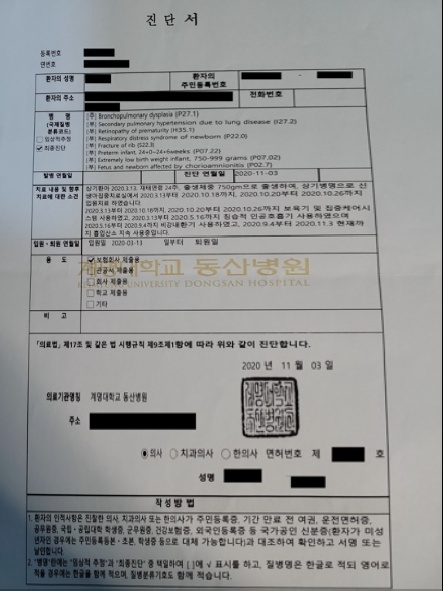 진 단 서
등록번호
연번호
환자의 성명
환자의
주민등록번호
환자의 주소
전화번호
병 명
(국제질병
분류코드)
[ ]임상적추정
[√]최종진단
(주) Bronchopulmonary dysplasia (P27.1)
(부) Secondary pulmonary hypertension due to lung disease (I27.2)
(부) Retinopathy of prematurity (H35.1)
(부) Respiratory distress syndrome of newborn (P22.0)
(부) Fracture of rib (S22.3)
(부) Preterm infant, 24+0-24+6weeks (P07.22)
(부) Extremely low birth weight infant, 750-999 grams (P07.02)
(부) Fetus and newborn affected by chorioamnionitis (P02.7)
발병 연월일
진단 연월일 2020-11-03
치료 내용 및 향후
치료에 대한 소견
상기환아 2020.3.13. 재태연령 24주, 출생체중 750gm으로 출생하여, 상기병명으로 신
생아집중치료실에서 2020.3.13부터 2020.10.18까지, 2020.10.20부터 2020.10.26까지
입원치료 하였습니다.
2020.3.13부터 2020.10.18까지, 2020.10.20부터 2020.10.26까지 보육기 및 집중케어시
스템 사용하였고, 2020.3.13부터 2020.5.16까지 침습적 인공호흡기 사용하였으며
2020.5.16부터 2020.9.4까지 비강 사용하였고, 2020.9.4부터 2020.11.3 현재까
지 흡입산소 지속 사용중입니다.
입원·퇴원 연월일
입원일 2020-03-13 일부터 퇴원일
용 도
[√]보험회사 제출용
[ ]관공서 제출용
[ ]회사 제출용
[ ]학교 제출용
[ ]기타
계명대학교 동산병원
DONGSAN HOSPITAL
비 고
「의료법」 제17조 및 같은 법 시행규칙 제9조제1항에 따라 위와 같이 진단합니다.
2020 년 11 월 03 일
의료기관명칭 계명대학교 동산병원
주소
의사 치과의사 한의사 면허번호 제 호
성명
작성방법
1. 환자의 인적사항은 진찰한 의사, 치과의사 또는 한의사가 주민등록증, 기간 만료 전 여권, 운전면허증,
공무원증, 국립·공립대학 학생증, 군무원증, 건강보험증, 외국인등록증 등 국가공인 신분증(환자가 미성
년자인 경우에는 주민등록등본·초본, 학생증 등으로 대체 가능합니다)과 대조하여 확인하고 서명 또는
날인합니다.
2. "병명"란에는 "임상적 추정"과 "최종진단" 중 택일하여 [ ]에 √ 표시를 하고, 질병명은 한글로 적되 영어로
적을 경우에는 한글을 함께 적으며, 질병분류기호도 함께 적습니다.